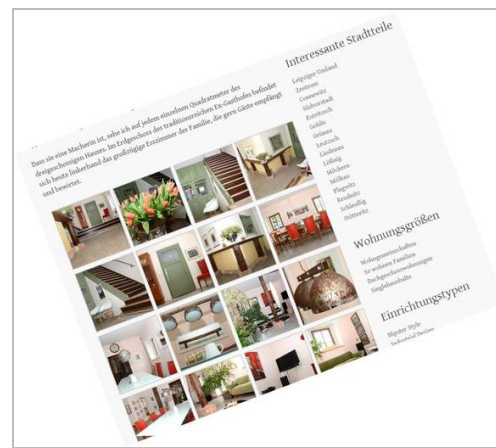 Dass sie eine Macherin ist, sehe ich auf jedem einzelnen Quadratmeter des
dreigeschossigen Hauses. Im Erdgeschoss des traditionsreichen Ex-Gasthofes befindet
sich heute linkerhand das großzügige Esszimmer der Familie, die gern Gäste empfängt
und bewirtet.
Interessante Stadtteile
Leipziger Umland
Zentrum
Connewitz
Südvorstadt
Eutritzsch
Gohlis
Grünau
Leutzsch
Lindenau
Lößnig
Möckern
Mölkau
Plagwitz
Reudnitz
Schleußig
Stötteritz
Wohnungsgrößen
Wohngemeinschaften
So wohnen Familien
Dachgeschosswohnungen
Singlehaushalte
Einrichtungstypen
Hipster Style
Industrial Design